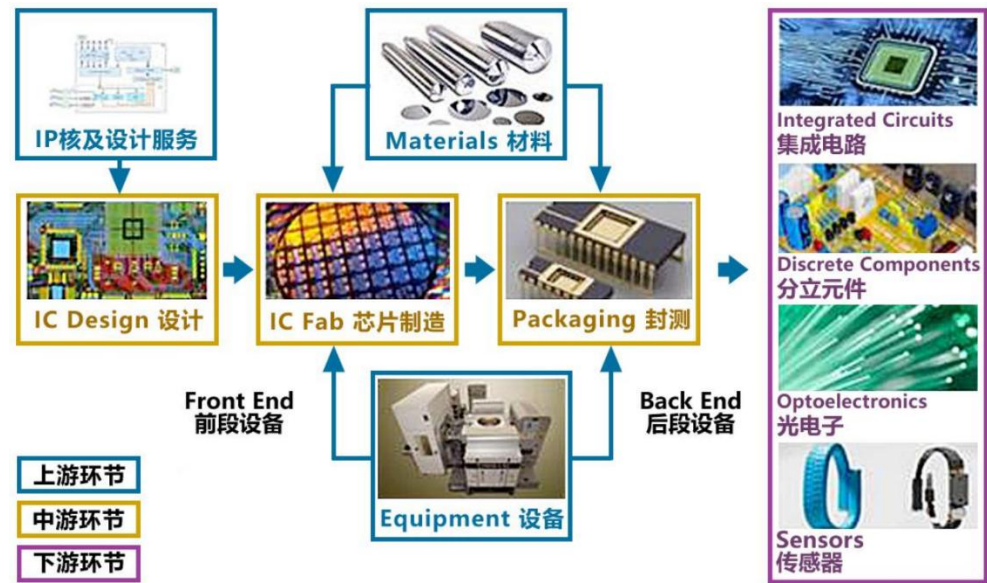 IP核及设计服务
Materials 材料
IC Design 设计
IC Fab 芯片制造
Packaging 封测
Front End
前段设备
Back End
后段设备
Equipment 设备
Integrated Circuits
集成电路
Discrete Components
分立元件
Optoelectronics
光电子
Sensors
传感器
上游环节
中游环节
下游环节